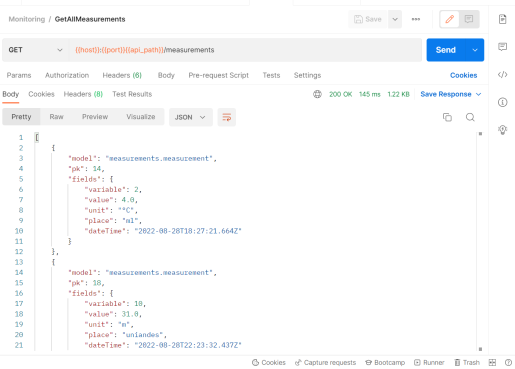 Monitoring / GetAllMeasurements
Save
GET
{{host}}:{{port}}{{api_path}}/measurements
Send
Params Authorization Headers (6) Body Pre-request Script Tests Settings Cookies
Body Cookies Headers (8) Test Results 200 OK 145 ms 1.22 KB Save Response
Pretty Raw Preview Visualize JSON
1 [
2 {
3 "model": "measurements.measurement",
4 "pk": 14,
5 "fields": {
6 "variable": 2,
7 "value": 4.0,
8 "unit": "°C",
9 "place": "m1",
10 "dateTime": "2022-08-28T18:27:21.664Z"
11 }
12 },
13 {
14 "model": "measurements.measurement",
15 "pk": 18,
16 "fields": {
17 "variable": 10,
18 "value": 31.0,
19 "unit": "m",
20 "place": "uniandes",
21 "dateTime": "2022-08-28T22:23:32.437Z"
Cookies Capture requests Bootcamp Runner Trash